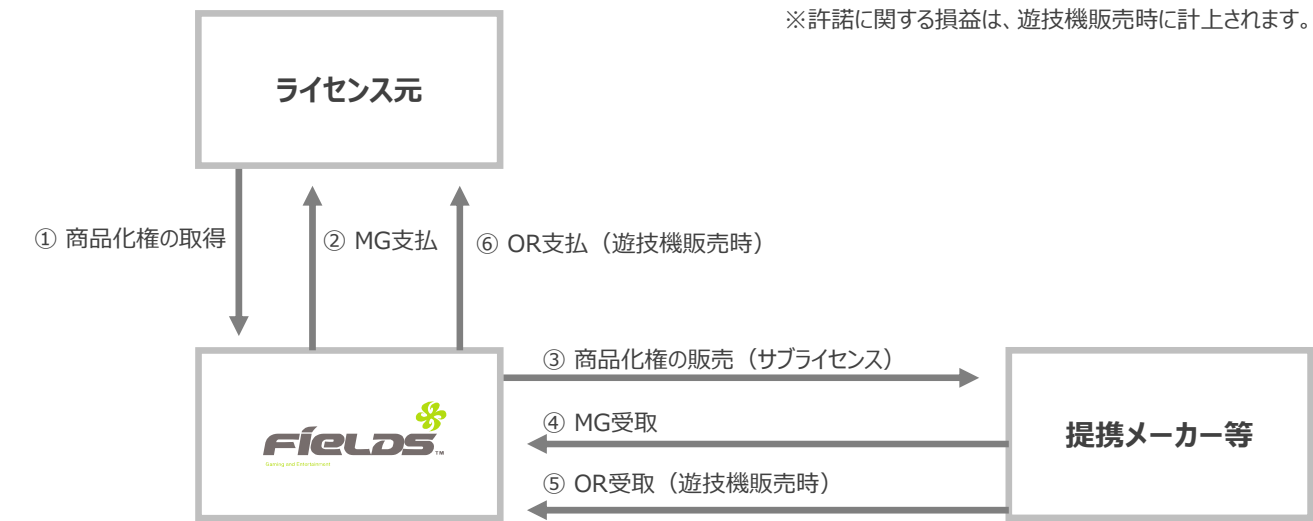 ※許諾に関する損益は、遊技機販売時に計上されます。
ライセンス元
① 商品化権の取得
② MG支払
⑥ OR支払（遊技機販売時）
③ 商品化権の販売（サブライセンス）
FIELDS™
Gaming and Entertainment
④ MG受取
提携メーカー等
⑤ OR受取（遊技機販売時）